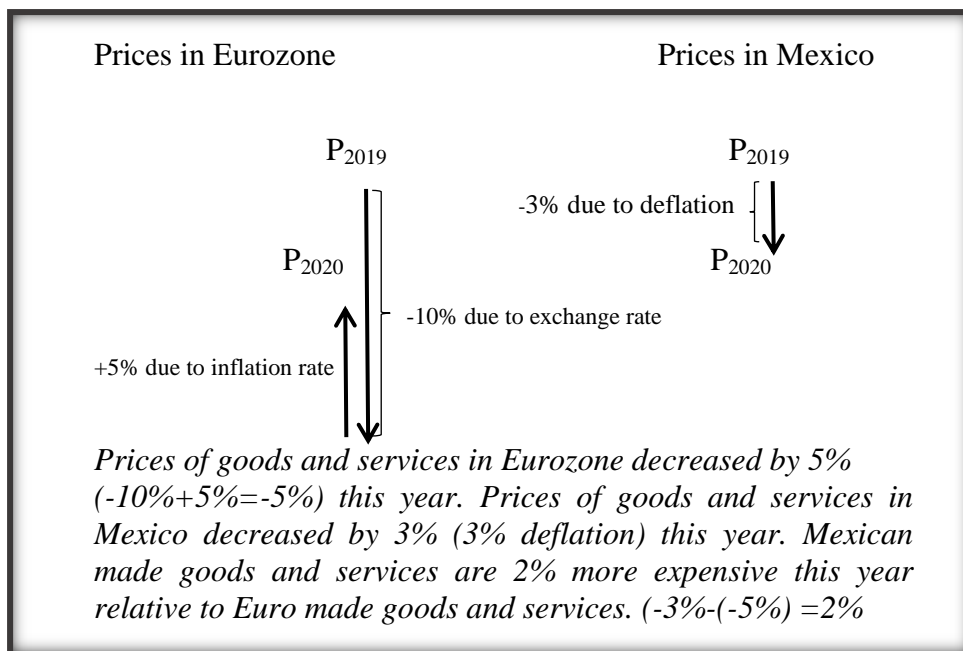 Prices in Eurozone Prices in Mexico
P2019 P2019
-3% due to deflation
P2020 P2020
-10% due to exchange rate
+5% due to inflation rate
Prices of goods and services in Eurozone decreased by 5%
(-10%+5%=-5%) this year. Prices of goods and services in
Mexico decreased by 3% (3% deflation) this year. Mexican
made goods and services are 2% more expensive this year
relative to Euro made goods and services. (-3%-(-5%) =2%